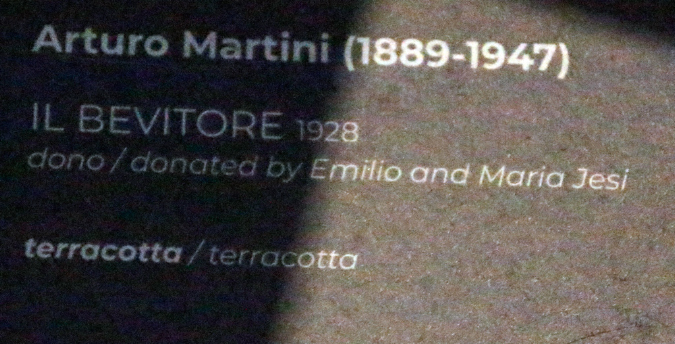 Arturo Martini (1889-1947)
IL BEVITORE 1928
dono / donated by Emilio and Maria Jesi
terracotta / terracotta